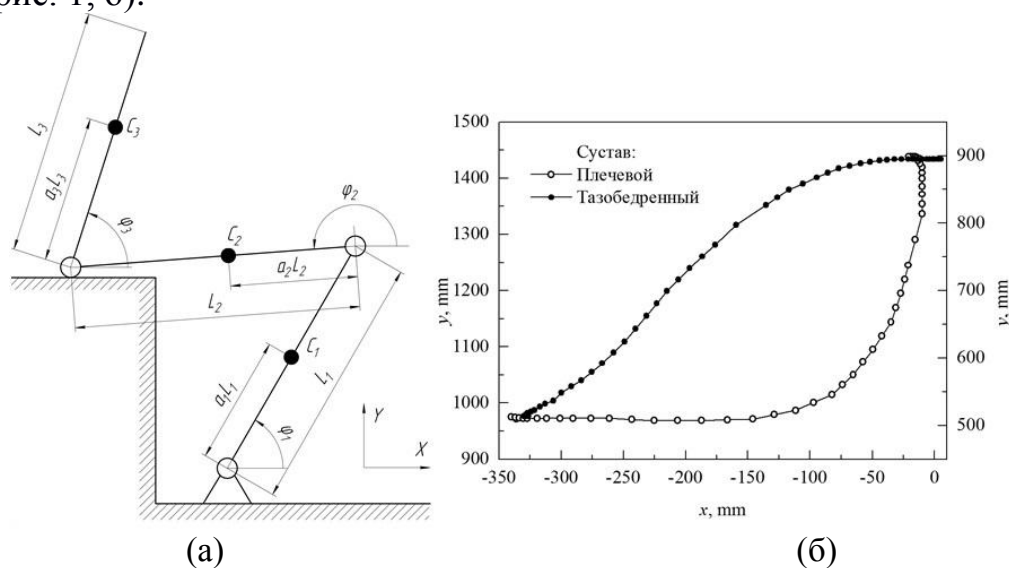 рис. 1, б).
L₃
a₃L₃
C₃
φ₃
C₂
φ₂
a₂L₂
L₂
C₁
a₁L₁
L₁
φ₁
Y
X
(а)
1500
1400
1300
1200
1100
1000
900
y, mm
Сустав:
Плечевой
Тазобедренный
900
800
700
600
500
y, mm
-350 -300 -250 -200 -150 -100 -50 0
x, mm
(б)